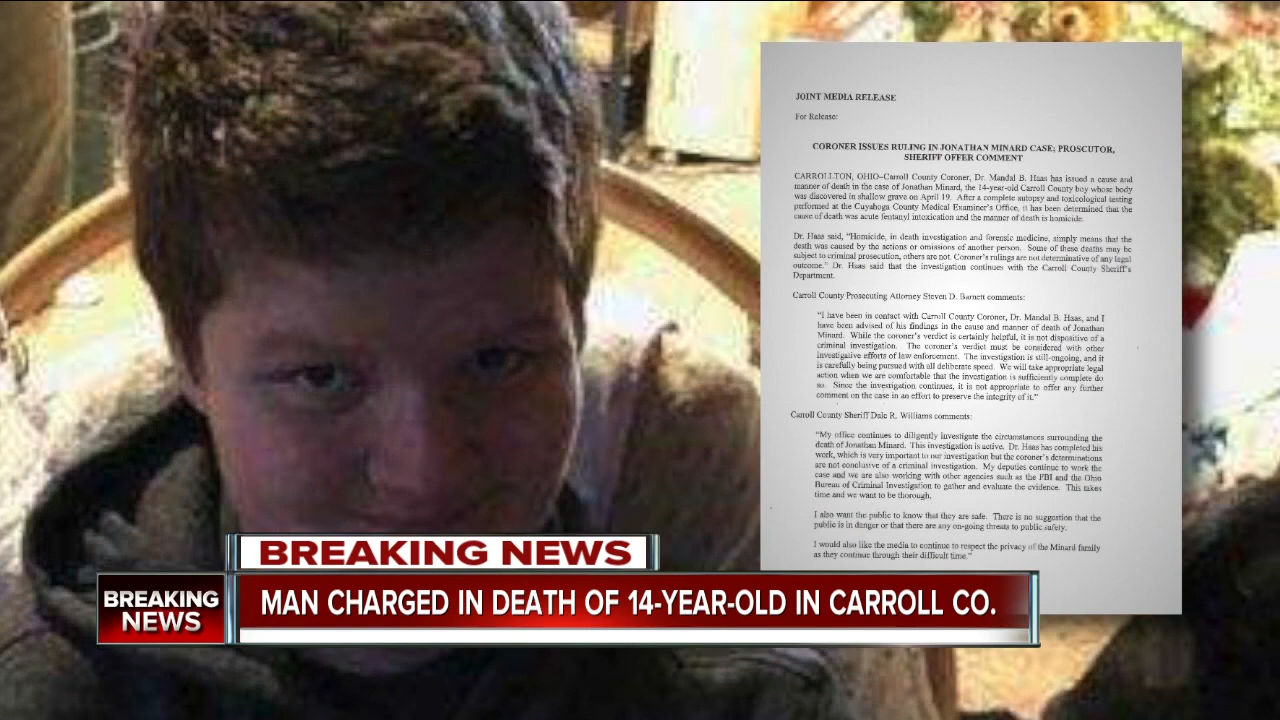 JOINT MEDIA RELEASE
For Release:
CORONER ISSUES RULING IN JONATHAN MINARD CASE; PROSCUTOR,
SHERIFF OFFER COMMENT
CARROLLTON, OHIO–Carroll County Coroner, Dr. Mandal B. Haas has issued a cause and
manner of death in the case of Jonathan Minard, the 14-year-old Carroll County boy whose body
was discovered in shallow grave on April 19. After a complete autopsy and toxicological testing
performed at the Cuyahoga County Medical Examiner's Office, it has been determined that the
cause of death was acute fentanyl intoxication and the manner of death is homicide.
Dr. Haas said, "Homicide, in death investigation and forensic medicine, simply means that the
death was caused by the actions or omissions of another person. Some of these deaths may be
subject to criminal prosecution, others are not. Coroner's rulings are not determinative of any legal
outcome." Dr. Haas said that the investigation continues with the Carroll County Sheriff's
Department.
Carroll County Prosecuting Attorney Steven D. Barnett comments:
"I have been in contact with Carroll County Coroner, Dr. Mandal B. Haas, and I
have been advised of his findings in the cause and manner of death of Jonathan
Minard. While the coroner's verdict is certainly helpful, it is not dispositive of a
criminal investigation. The coroner's verdict must be considered with other
investigative efforts of law enforcement. The investigation is still-ongoing, and it
is carefully being pursued with all deliberate speed. We will take appropriate legal
action when we are comfortable that the investigation is sufficiently complete do
so. Since the investigation continues, it is not appropriate to offer any further
comment on the case in an effort to preserve the integrity of it."
Carroll County Sheriff Dale R. Williams comments:
"My office continues to diligently investigate the circumstances surrounding the
death of Jonathan Minard. This investigation is active. Dr. Haas has completed his
work, which is very important to our investigation but the coroner's determinations
are not conclusive of a criminal investigation. My deputies continue to work the
case and we are also working with other agencies such as the FBI and the Ohio
Bureau of Criminal Investigation to gather and evaluate the evidence. This takes
time and we want to be thorough.
I also want the public to know that they are safe. There is no suggestion that the
public is in danger or that there are any on-going threats to public safety.
I would also like the media to continue to respect the privacy of the Minard family
as they continue through their difficult time."
BREAKING NEWS
BREAKING
NEWS
MAN CHARGED IN DEATH OF 14-YEAR-OLD IN CARROLL CO.